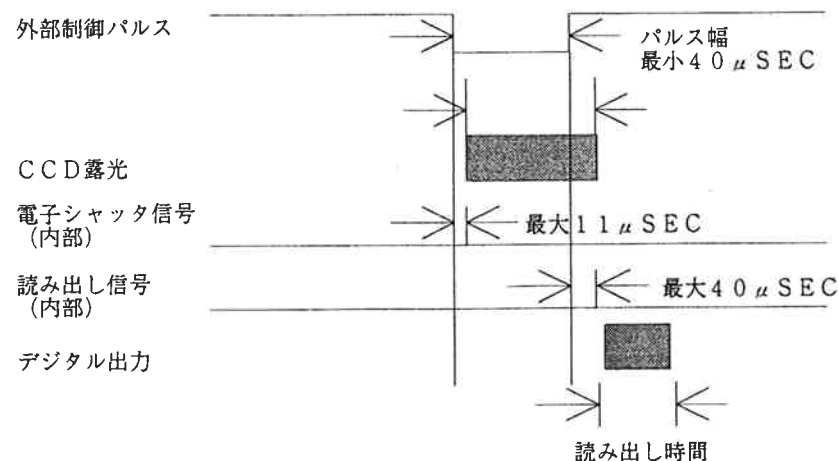 外部制御パルス
パルス幅
最小４０μＳＥＣ
ＣＣＤ露光
電子シャッタ信号
（内部）
最大１１μＳＥＣ
読み出し信号
（内部）
最大４０μＳＥＣ
デジタル出力
読み出し時間